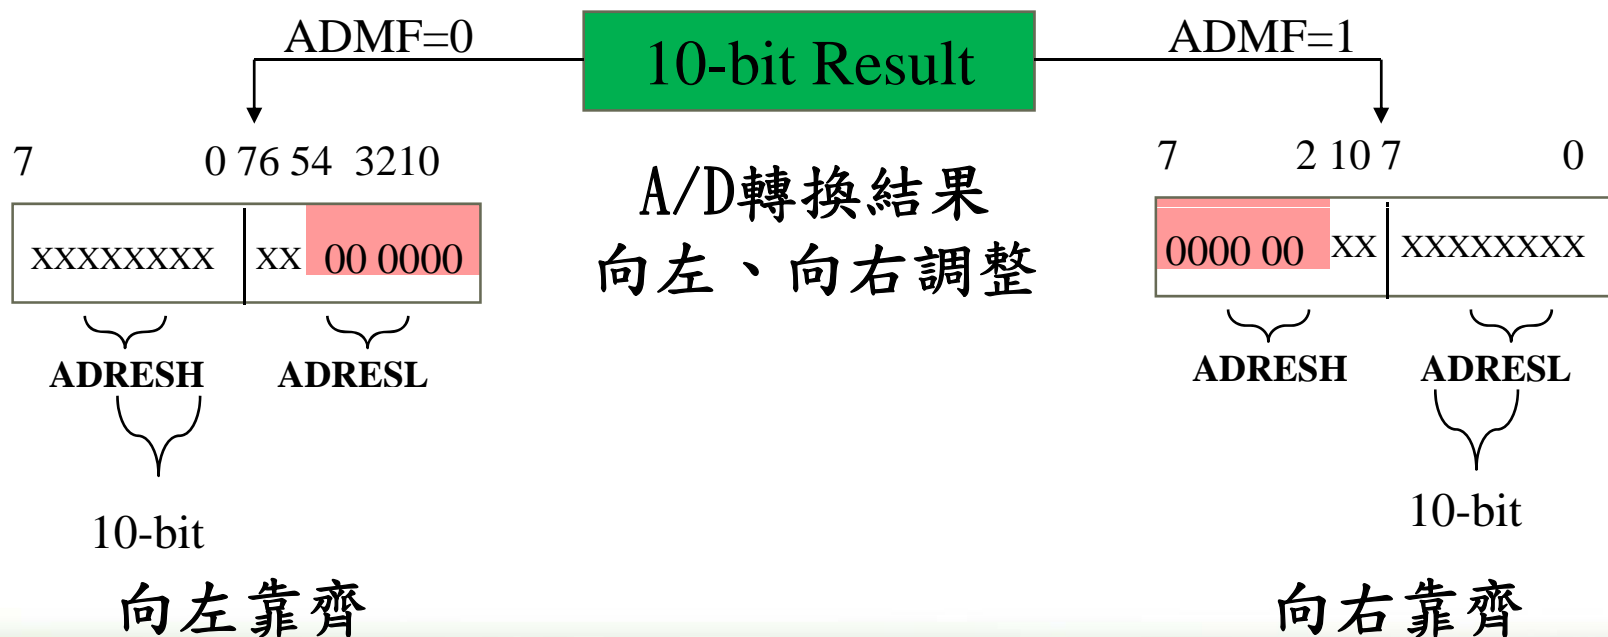 ADMF=0
10-bit Result
ADMF=1
7 0 76 54 3210
7 2 10 7 0
A/D轉換結果
向左、向右調整
XXXXXXXX XX 00 0000
0000 00 XX XXXXXXXX
ADRESH ADRESL
ADRESH ADRESL
10-bit
10-bit
向左靠齊
向右靠齊